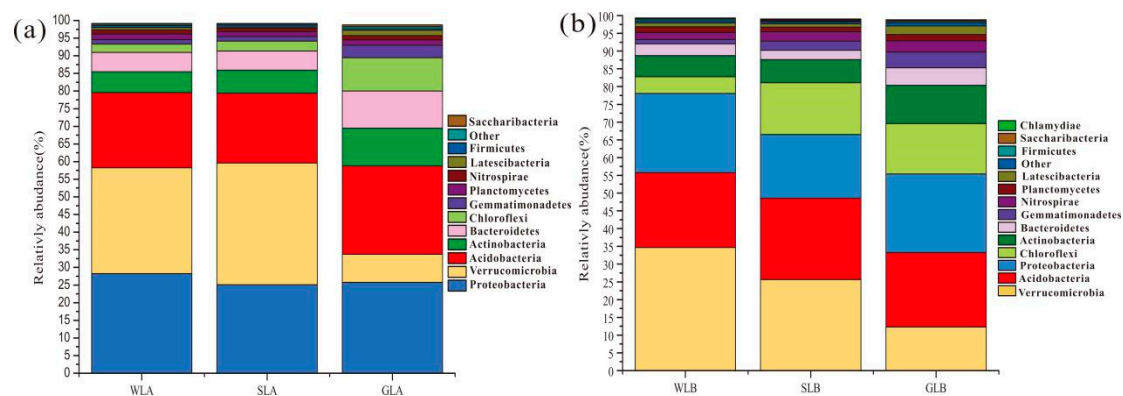 (a)
Relativly abudance(%)
100
95
90
85
80
75
70
65
60
55
50
45
40
35
30
25
20
15
10
5
0
WLA SLA GLA
Saccharibacteria
Other
Firmicutes
Latescibacteria
Nitrospirae
Planctomycetes
Gemmatimonadetes
Chloroflexi
Bacteroidetes
Actinobacteria
Acidobacteria
Verrucomicrobia
Proteobacteria
(b)
Relativly abudance(%)
100
95
90
85
80
75
70
65
60
55
50
45
40
35
30
25
20
15
10
5
0
WLB SLB GLB
Chlamydiae
Saccharibacteria
Firmicutes
Other
Latescibacteria
Planctomycetes
Nitrospirae
Gemmatimonadetes
Bacteroidetes
Actinobacteria
Chloroflexi
Proteobacteria
Acidobacteria
Verrucomicrobia